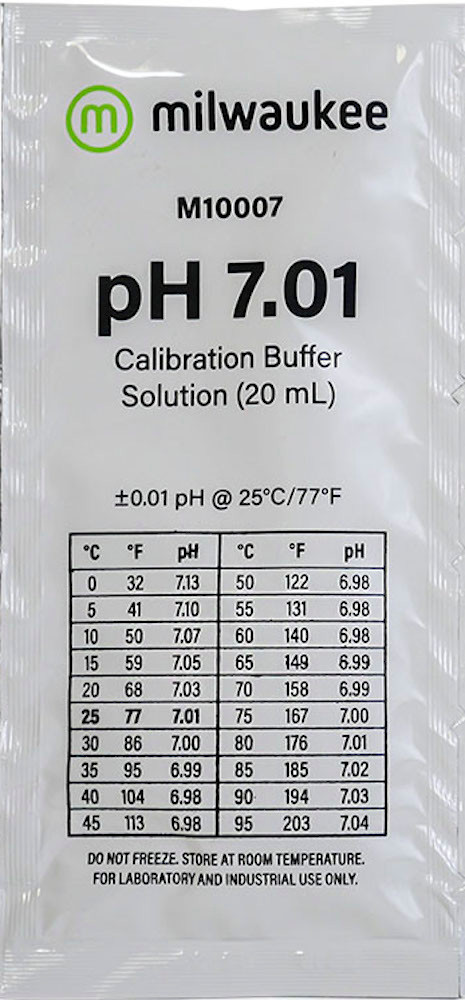 m milwaukee
M10007
pH 7.01
Calibration Buffer
Solution (20 mL)
±0.01 pH @ 25°C/77°F
°C °F pH °C °F pH
0 32 7.13 50 122 6.98
5 41 7.10 55 131 6.98
10 50 7.07 60 140 6.98
15 59 7.05 65 149 6.99
20 68 7.03 70 158 6.99
25 77 7.01 75 167 7.00
30 86 7.00 80 176 7.01
35 95 6.99 85 185 7.02
40 104 6.98 90 194 7.03
45 113 6.98 95 203 7.04
DO NOT FREEZE. STORE AT ROOM TEMPERATURE.
FOR LABORATORY AND INDUSTRIAL USE ONLY.